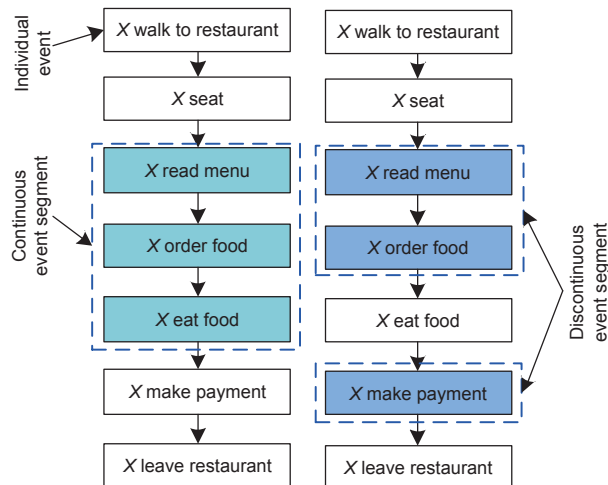 Individual
event
X walk to restaurant
X seat
Continuous
event segment
X read menu
X order food
X eat food
X make payment
X leave restaurant
X walk to restaurant
X seat
X read menu
X order food
X eat food
X make payment
X leave restaurant
Discontinuous
event segment